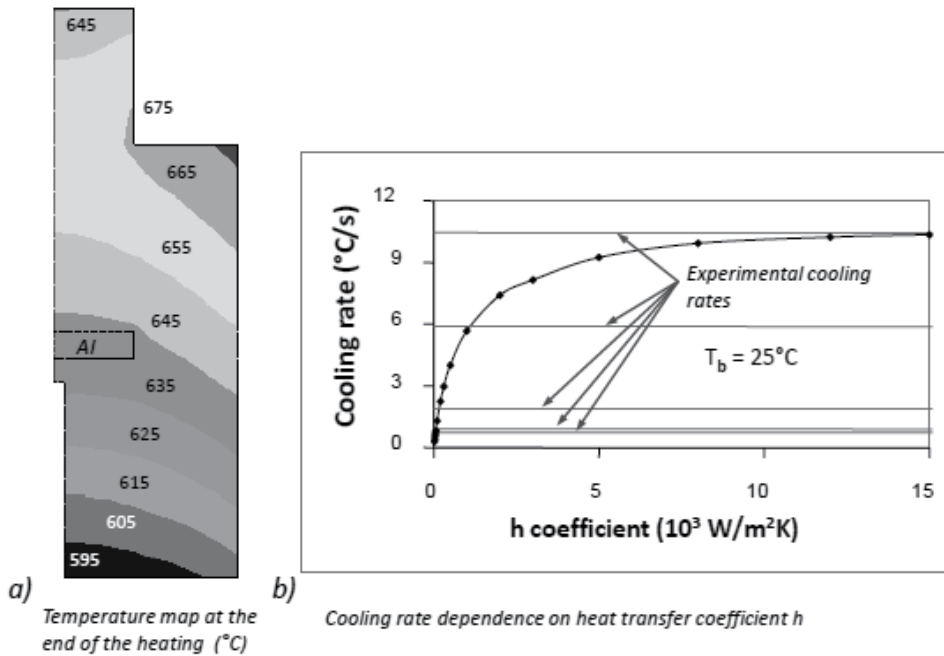 645
675
665
655
645
Al
635
625
615
605
595
a)
Temperature map at the
end of the heating (°C)
Cooling rate (°C/s)
12
9
6
3
0
Experimental cooling
rates
T_b = 25°C
0
5
10
15
h coefficient (10³ W/m²K)
b)
Cooling rate dependence on heat transfer coefficient h